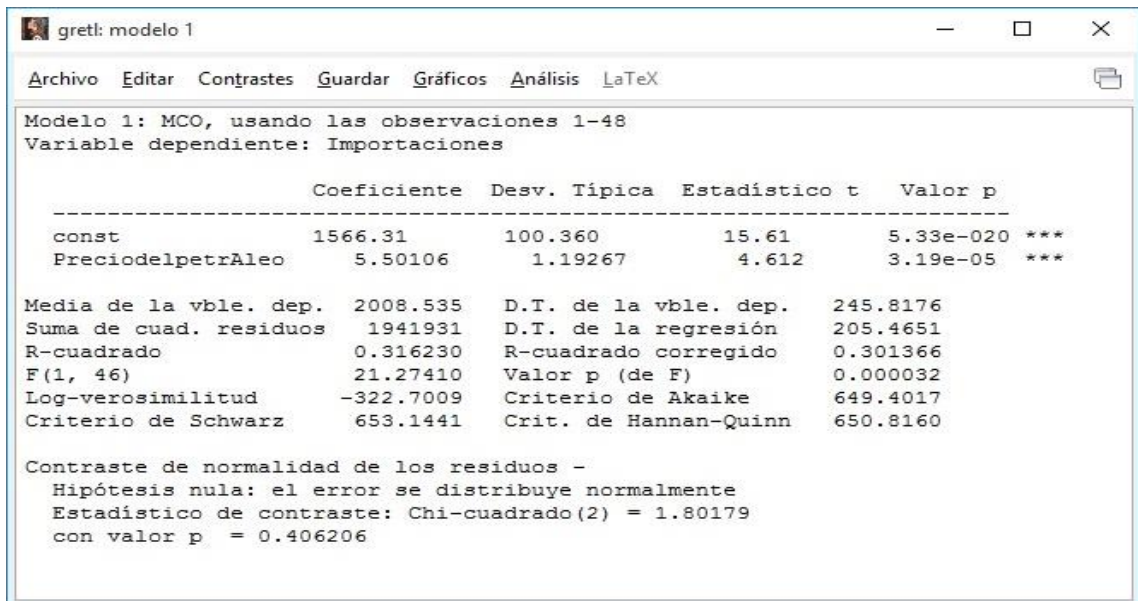 gretl: modelo 1
Archivo Editar Contrastes Guardar Gráficos Análisis LaTeX
Modelo 1: MCO, usando las observaciones 1-48
Variable dependiente: Importaciones
Coeficiente Desv. Típica Estadístico t Valor p
const 1566.31 100.360 15.61 5.33e-020 ***
PreciodelpetrAleo 5.50106 1.19267 4.612 3.19e-05 ***
Media de la vble. dep. 2008.535 D.T. de la vble. dep. 245.8176
Suma de cuad. residuos 1941931 D.T. de la regresión 205.4651
R-cuadrado 0.316230 R-cuadrado corregido 0.301366
F(1, 46) 21.27410 Valor p (de F) 0.000032
Log-verosimilitud -322.7009 Criterio de Akaike 649.4017
Criterio de Schwarz 653.1441 Crit. de Hannan-Quinn 650.8160
Contraste de normalidad de los residuos -
Hipótesis nula: el error se distribuye normalmente
Estadístico de contraste: Chi-cuadrado(2) = 1.80179
con valor p = 0.406206